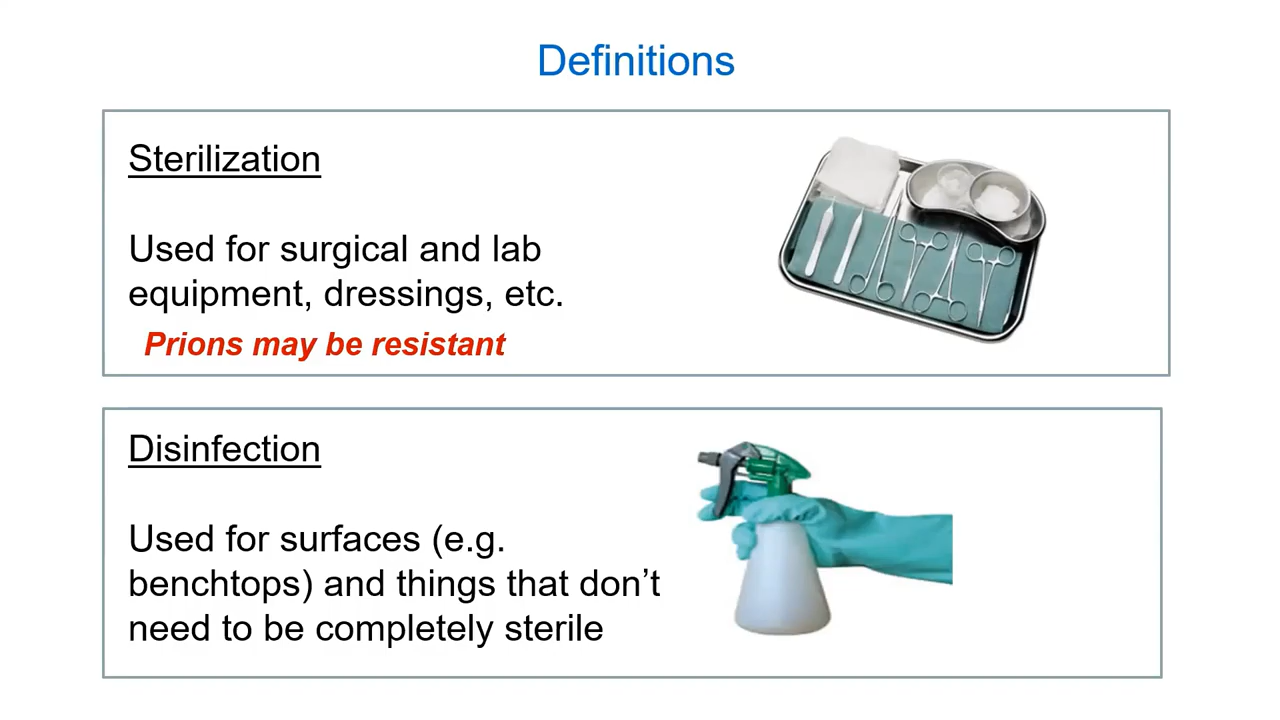 Definitions
Sterilization
Used for surgical and lab
equipment, dressings, etc.
Prions may be resistant
Disinfection
Used for surfaces (e.g.
benchtops) and things that don’t
need to be completely sterile